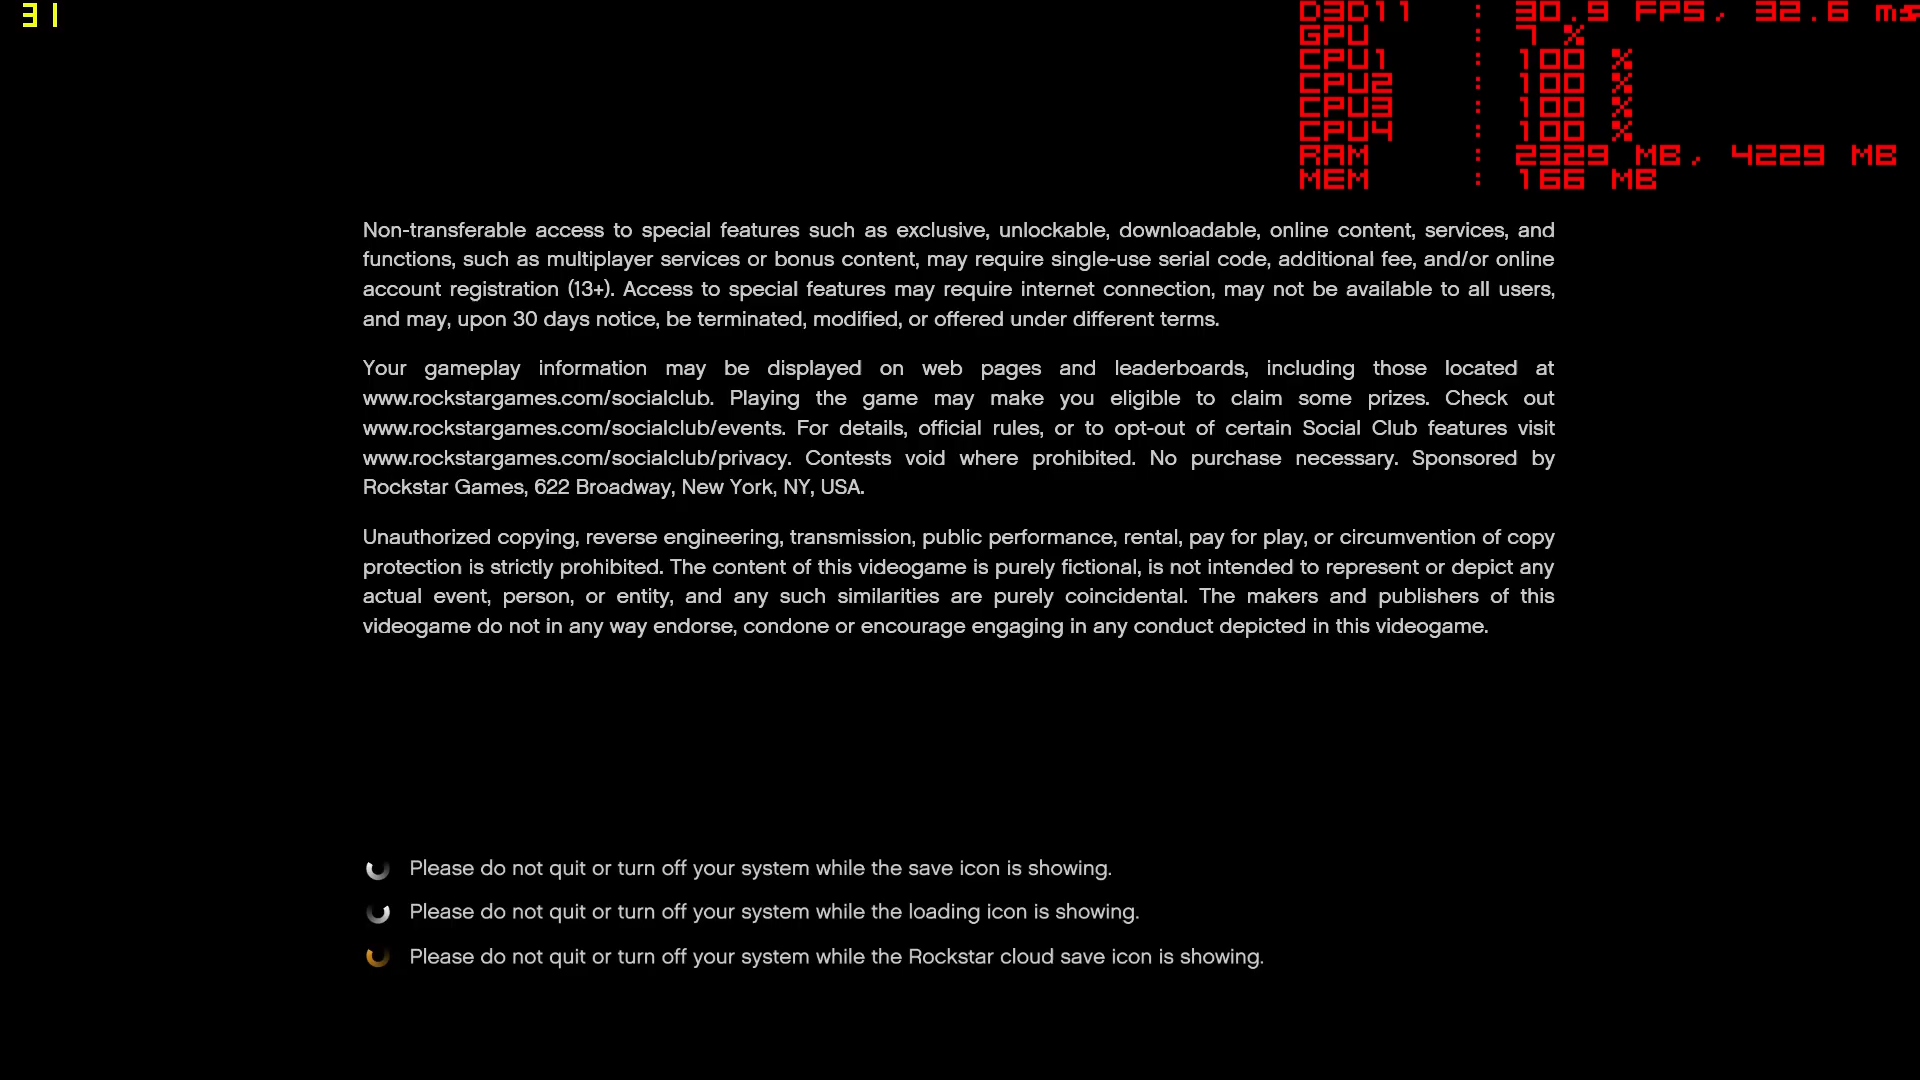 31
D3D11 : 30.9 FPS, 32.6 ms
GPU : 7 %
CPU1 : 100 %
CPU2 : 100 %
CPU3 : 100 %
CPU4 : 100 %
RAM : 2329 MB, 4229 MB
MEM : 166 MB
Non-transferable access to special features such as exclusive, unlockable, downloadable, online content, services, and
functions, such as multiplayer services or bonus content, may require single-use serial code, additional fee, and/or online
account registration (13+). Access to special features may require internet connection, may not be available to all users,
and may, upon 30 days notice, be terminated, modified, or offered under different terms.
Your gameplay information may be displayed on web pages and leaderboards, including those located at
www.rockstargames.com/socialclub. Playing the game may make you eligible to claim some prizes. Check out
www.rockstargames.com/socialclub/events. For details, official rules, or to opt-out of certain Social Club features visit
www.rockstargames.com/socialclub/privacy. Contests void where prohibited. No purchase necessary. Sponsored by
Rockstar Games, 622 Broadway, New York, NY, USA.
Unauthorized copying, reverse engineering, transmission, public performance, rental, pay for play, or circumvention of copy
protection is strictly prohibited. The content of this videogame is purely fictional, is not intended to represent or depict any
actual event, person, or entity, and any such similarities are purely coincidental. The makers and publishers of this
videogame do not in any way endorse, condone or encourage engaging in any conduct depicted in this videogame.
Please do not quit or turn off your system while the save icon is showing.
Please do not quit or turn off your system while the loading icon is showing.
Please do not quit or turn off your system while the Rockstar cloud save icon is showing.